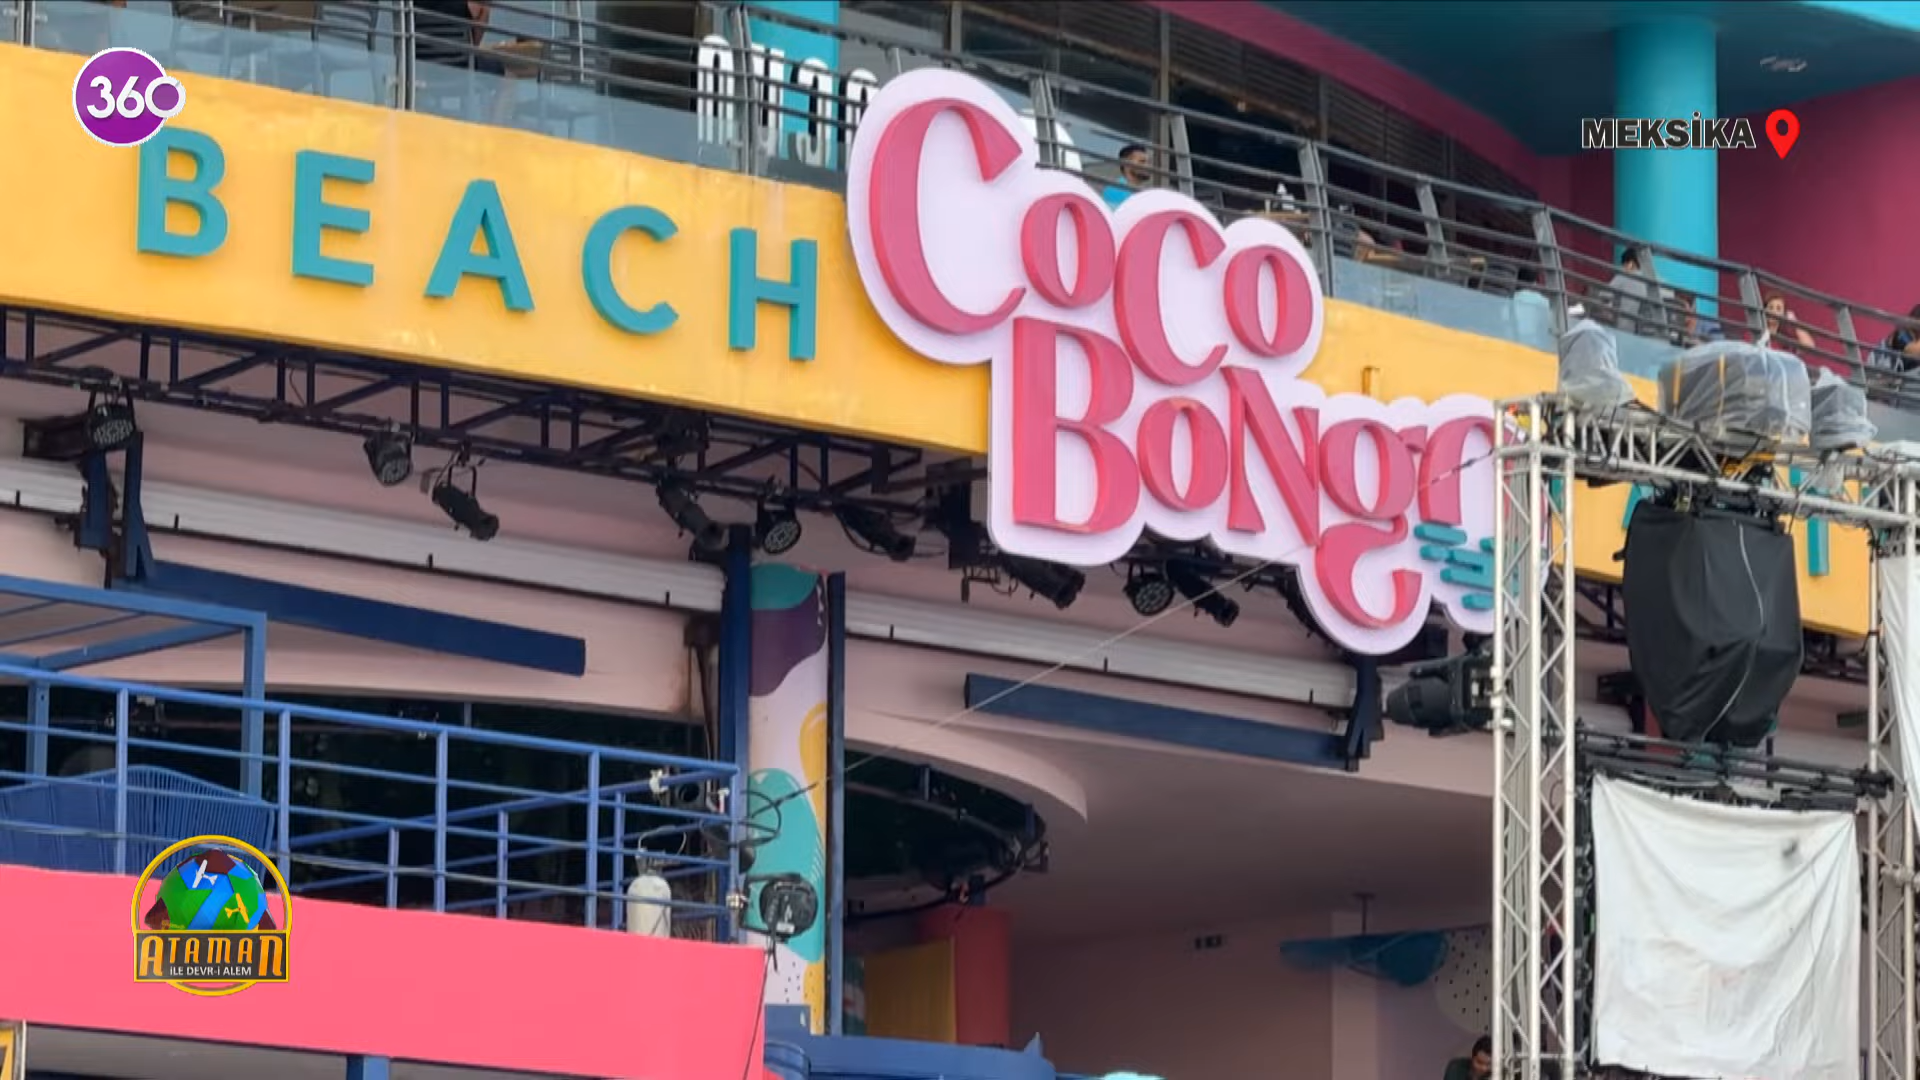 360
MEKSİKA
BEACH
COCO
BONGO
ATAMAN
İLE DEVR-İ ALEM